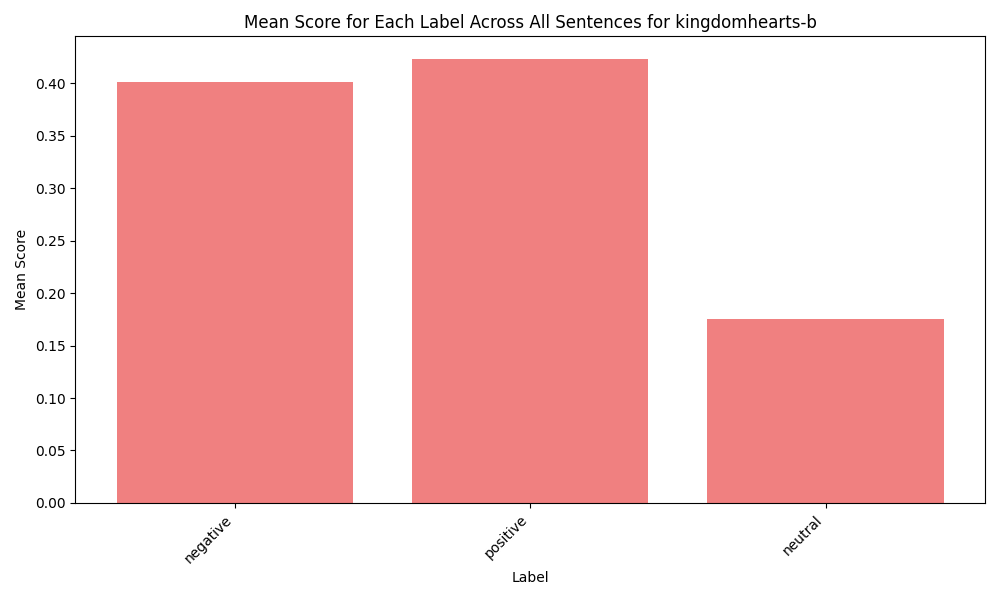 Mean Score for Each Label Across All Sentences for kingdomhearts-b
Mean Score
0.40
0.35
0.30
0.25
0.20
0.15
0.10
0.05
0.00
negative
positive
neutral
Label